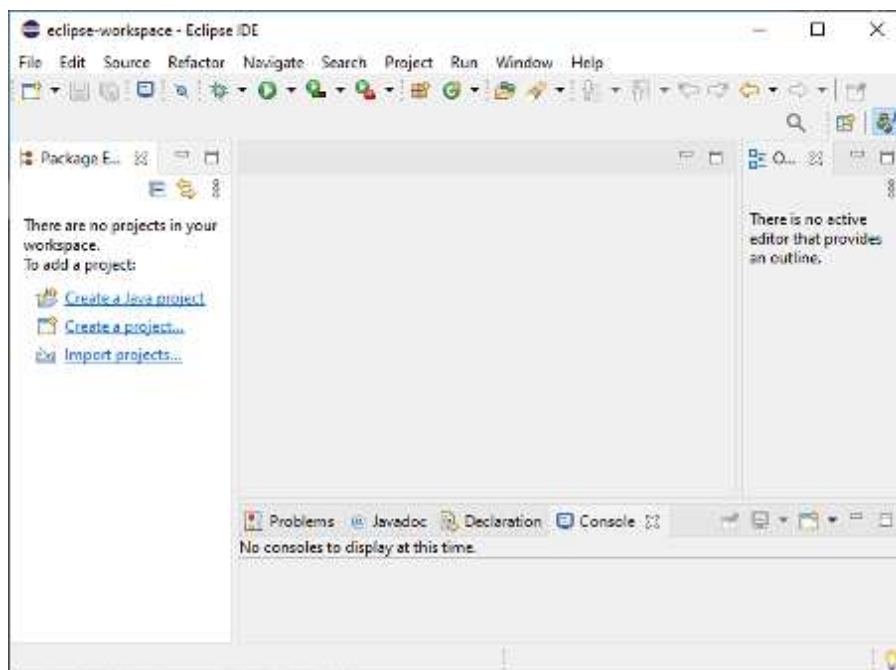 eclipse-workspace - Eclipse IDE
File Edit Source Refactor Navigate Search Project Run Window Help
Package E...
There are no projects in your
workspace.
To add a project:
Create a Java project
Create a project...
Import projects...
O...
There is no active
editor that provides
an outline.
Problems @ Javadoc Declaration Console
No consoles to display at this time.